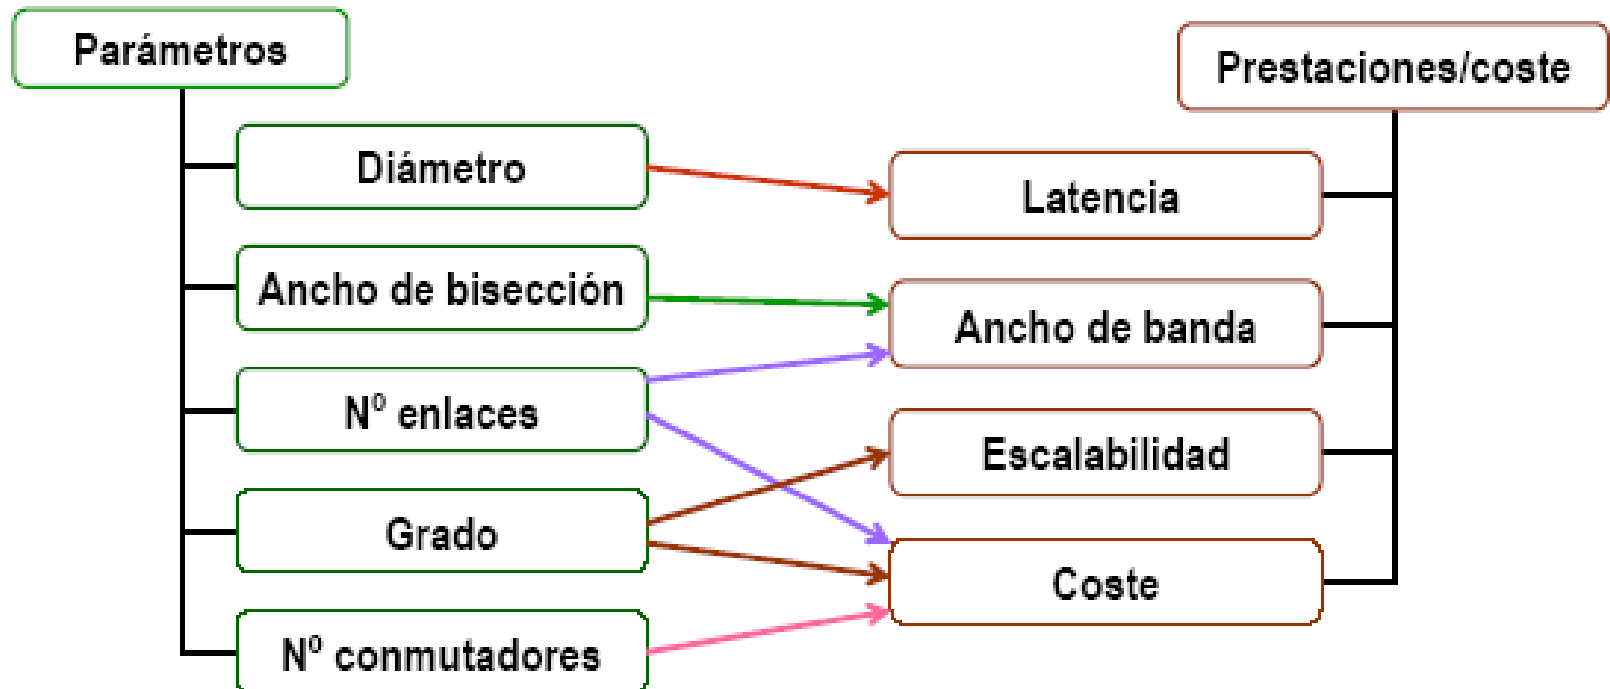 Parámetros
Diámetro
Ancho de bisección
Nº enlaces
Grado
Nº conmutadores
Prestaciones/coste
Latencia
Ancho de banda
Escalabilidad
Coste